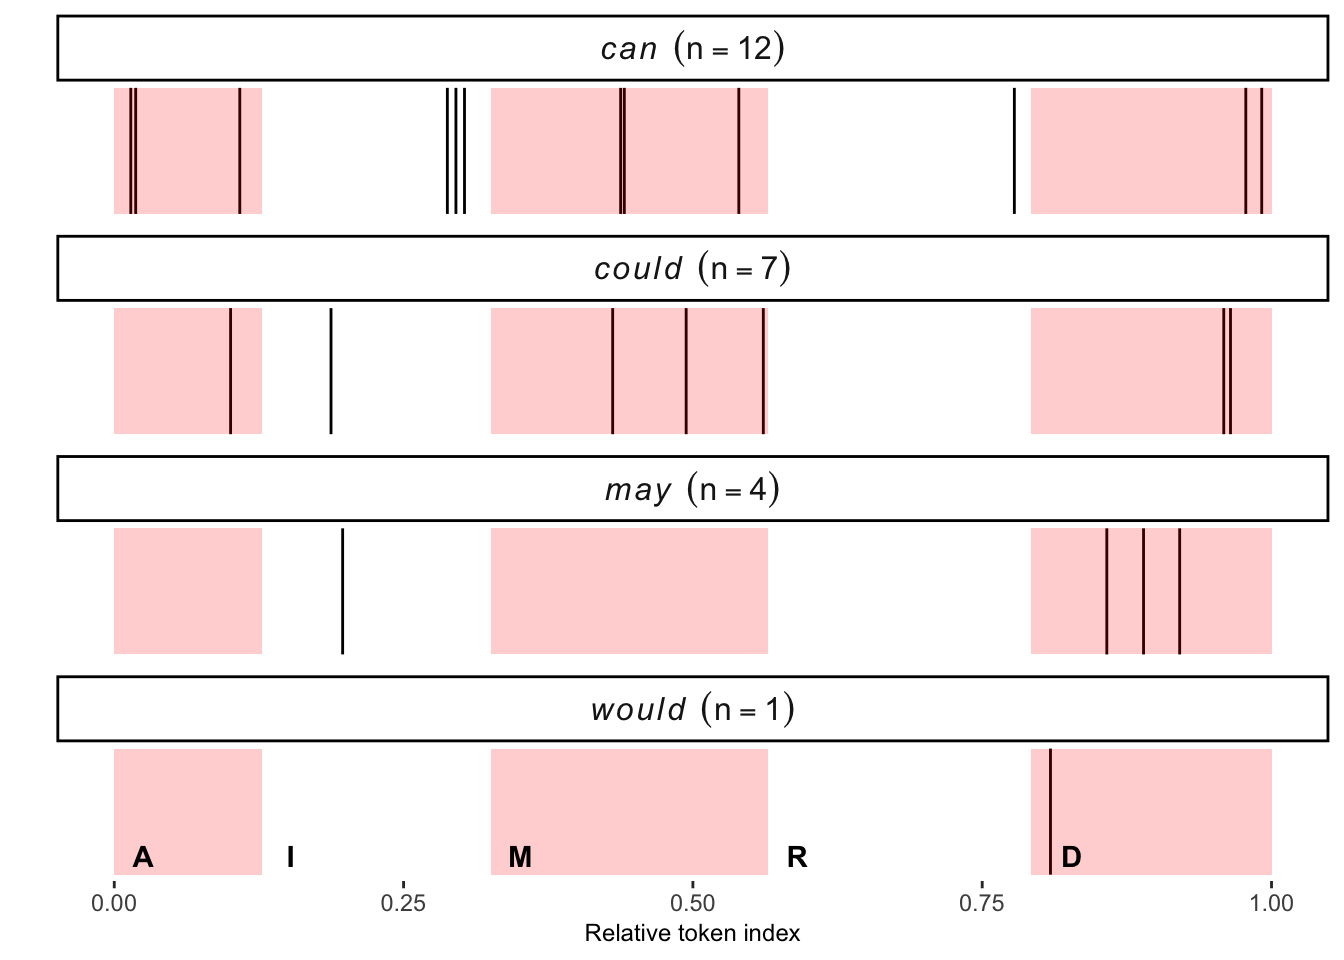 can (n = 12)
could (n = 7)
may (n = 4)
would (n = 1)
A I M R D
0.00 0.25 0.50 0.75 1.00
Relative token index